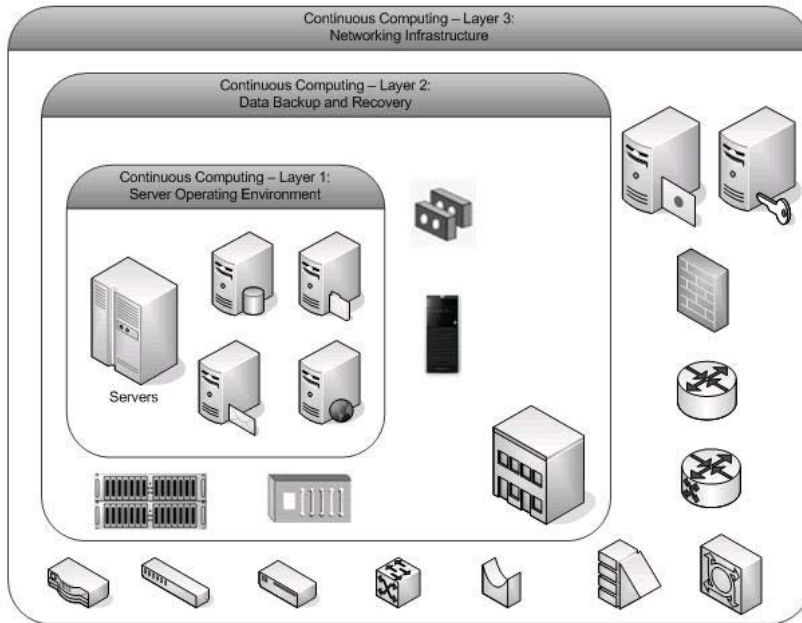 Continuous Computing – Layer 3:
Networking Infrastructure
Continuous Computing – Layer 2:
Data Backup and Recovery
Continuous Computing – Layer 1:
Server Operating Environment
Servers